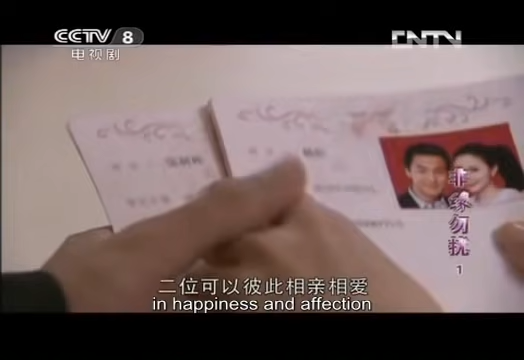 CCTV 8
电视剧
CNTV
非缘勿扰
1
二位可以彼此相亲相爱
in happiness and affection